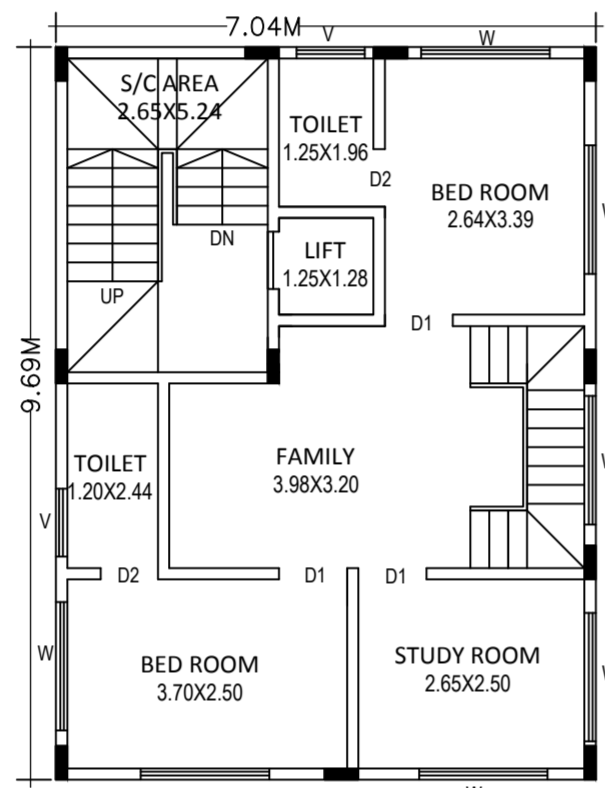 7.04M
V
W
S/C AREA
2.65X5.24
TOILET
1.25X1.96
D2
BED ROOM
2.64X3.39
W
DN
LIFT
1.25X1.28
UP
D1
9.69M
FAMILY
3.98X3.20
TOILET
1.20X2.44
W
V
D2
D1
D1
W
BED ROOM
3.70X2.50
STUDY ROOM
2.65X2.50
W
W